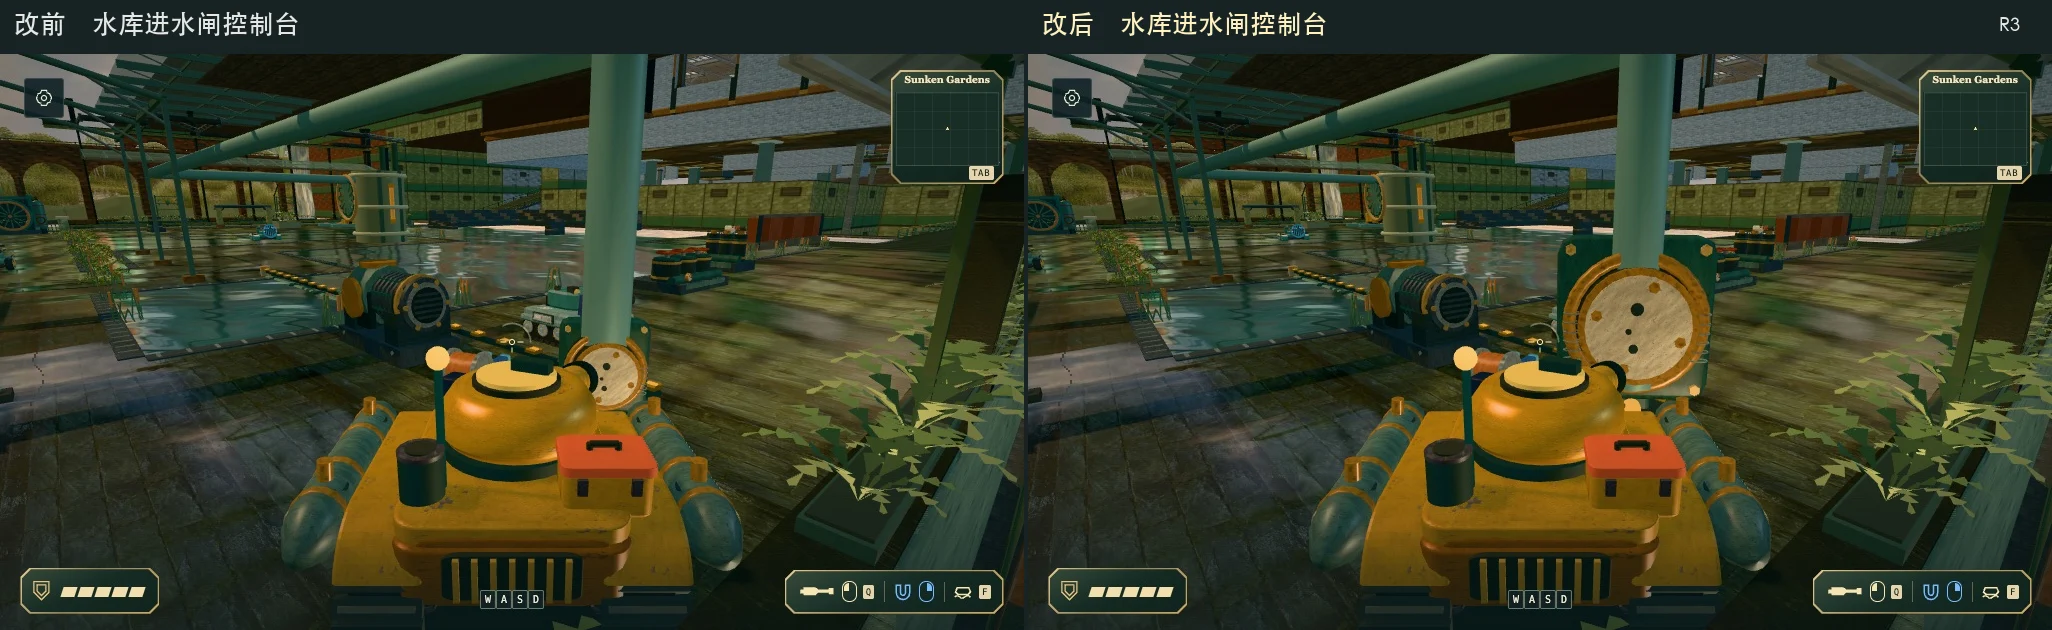 改前 水库进水闸控制台
改后 水库进水闸控制台
R3
Sunken Gardens
TAB
Q
F
W A S D
Sunken Gardens
TAB
Q
F
W A S D